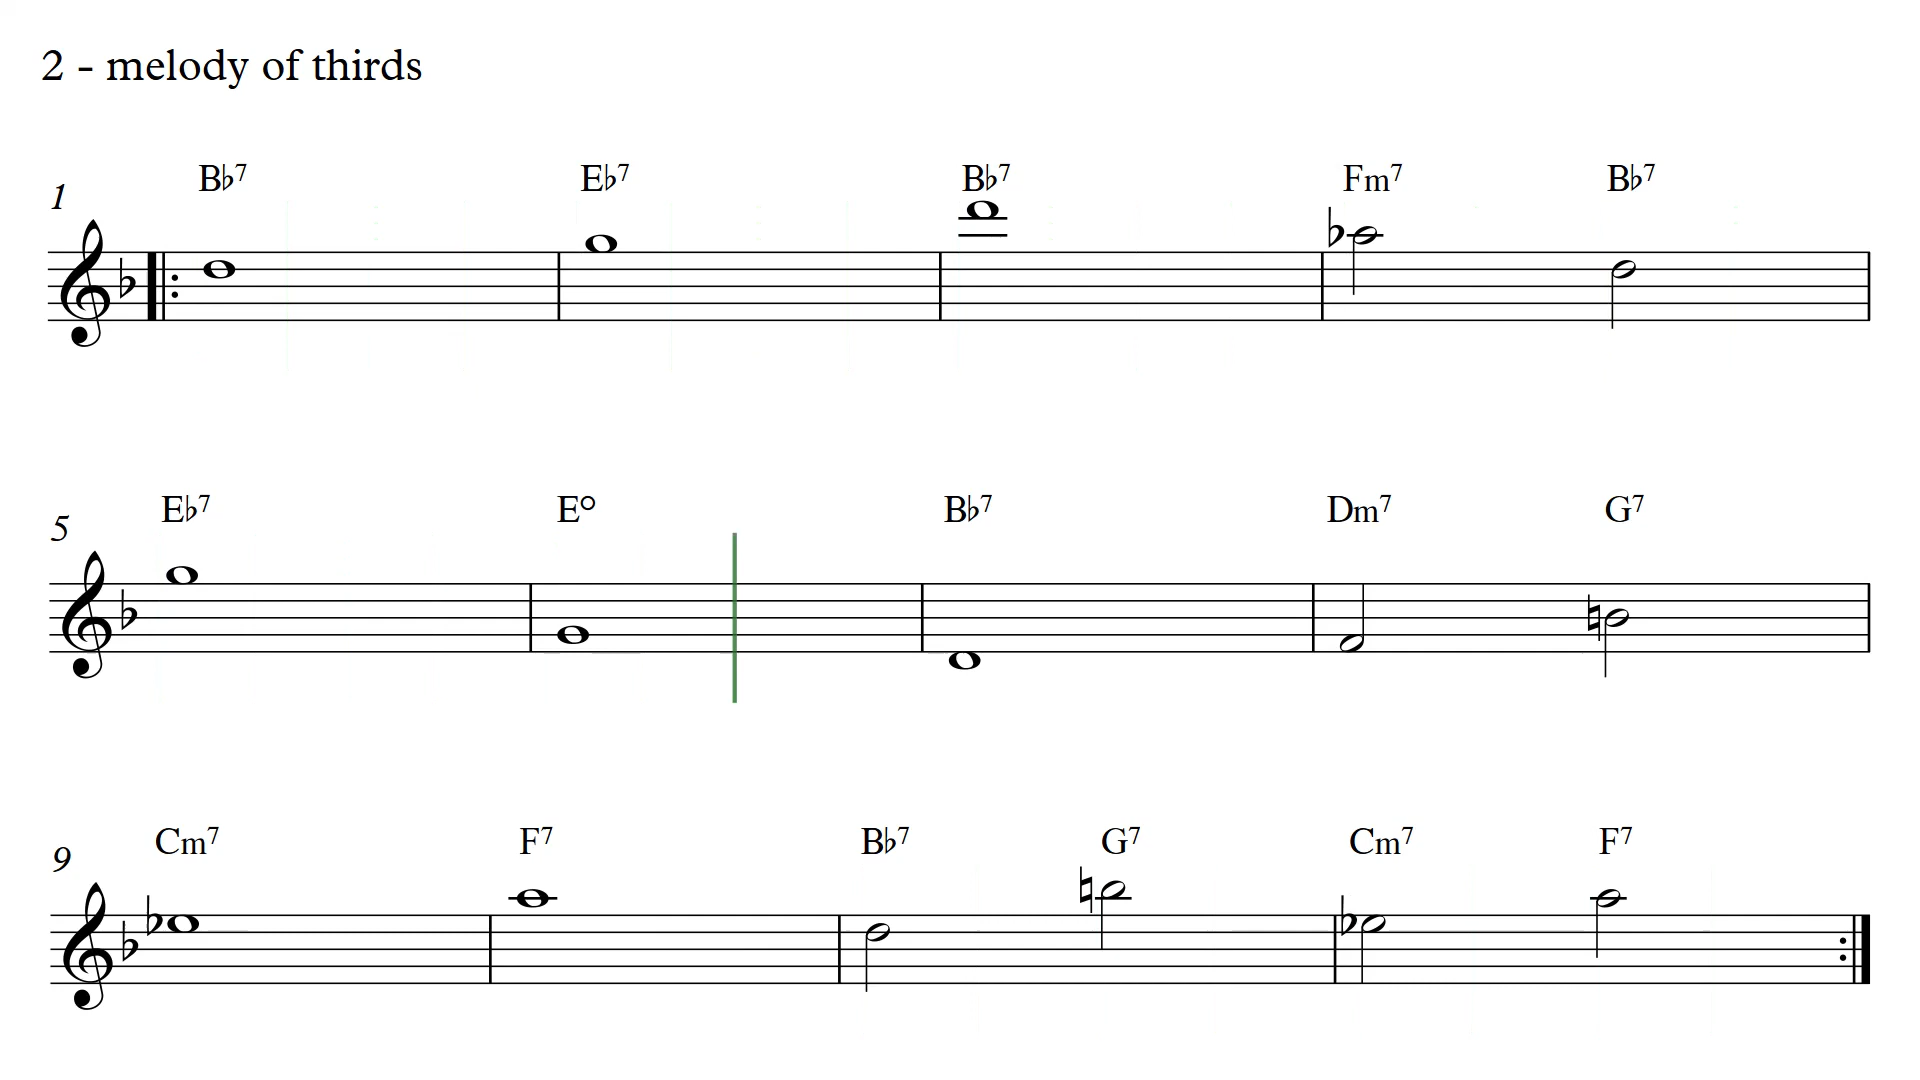 2 - melody of thirds
B♭7 E♭7 B♭7 Fm7 B♭7
1
E♭7 E° B♭7 Dm7 G7
5
Cm7 F7 B♭7 G7 Cm7 F7
9